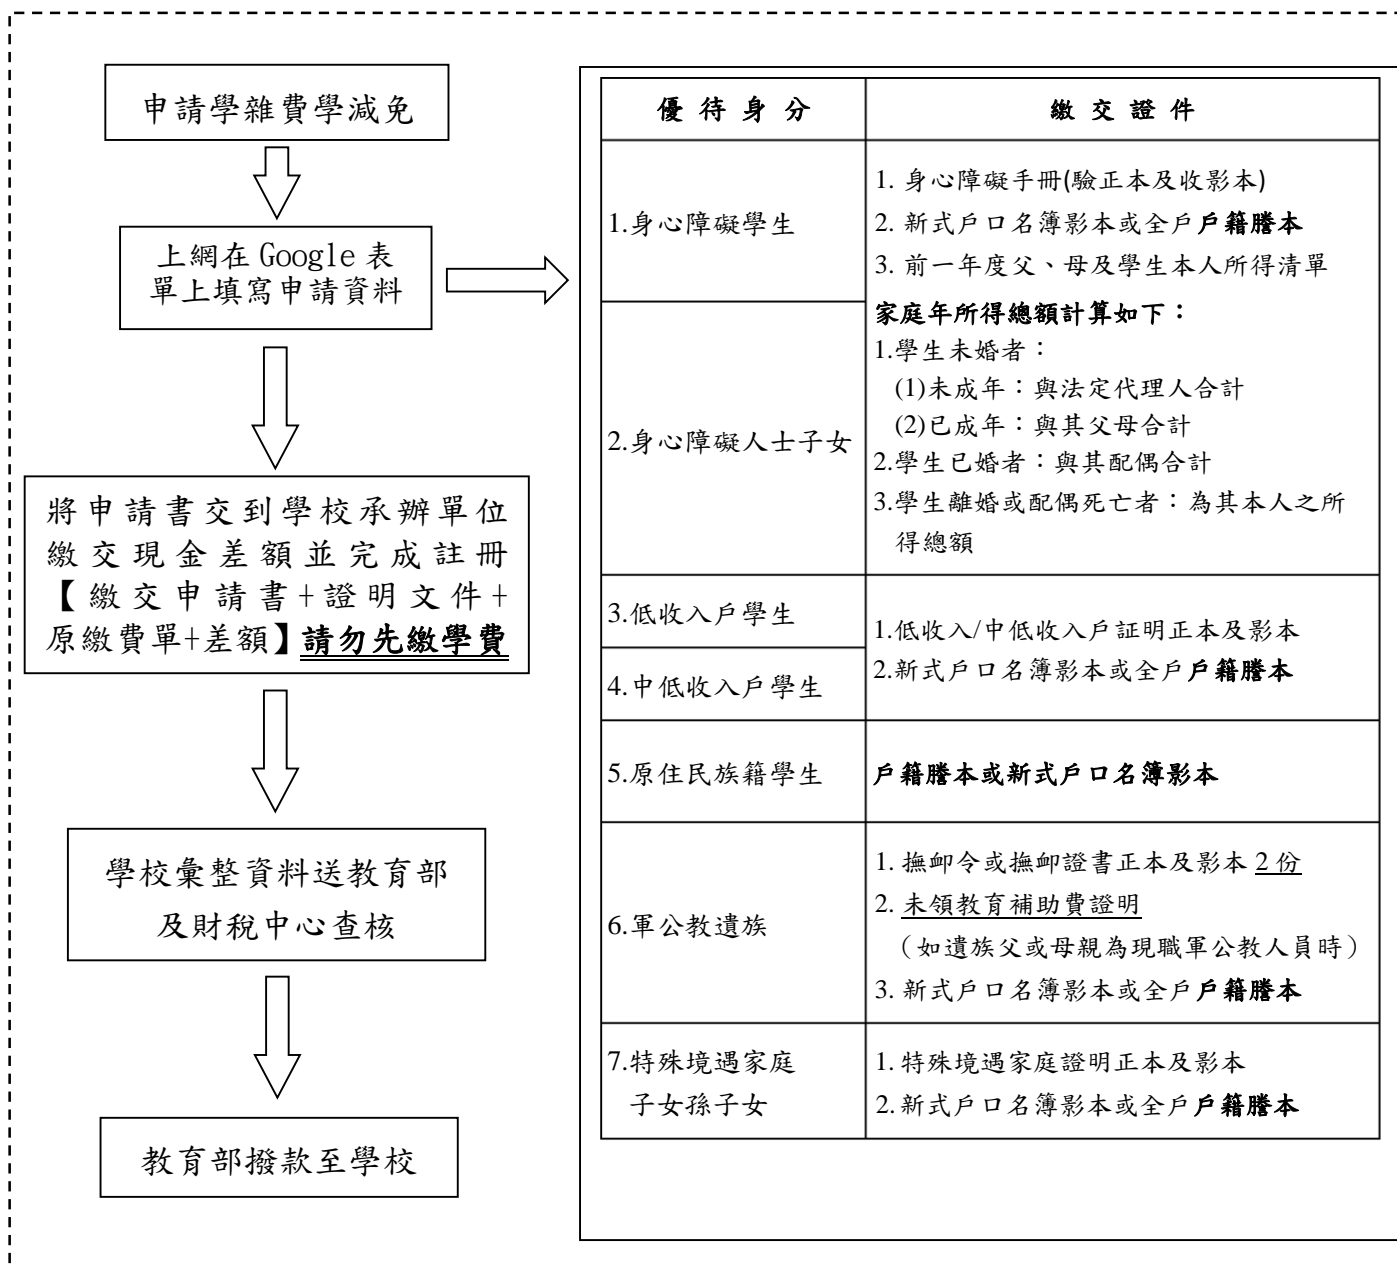 申請學雜費學減免
上網在 Google 表
單上填寫申請資料
將申請書交到學校承辦單位
繳交現金差額並完成註冊
【繳交申請書+證明文件+
原繳費單+差額】請勿先繳學費
學校彙整資料送教育部
及財稅中心查核
教育部撥款至學校
優待身分
繳交證件
1.身心障礙學生
1. 身心障礙手冊(驗正本及收影本)
2. 新式戶口名簿影本或全戶戶籍謄本
3. 前一年度父、母及學生本人所得清單
2.身心障礙人士子女
家庭年所得總額計算如下：
1.學生未婚者：
(1)未成年：與法定代理人合計
(2)已成年：與其父母合計
2.學生已婚者：與其配偶合計
3.學生離婚或配偶死亡者：為其本人之所
得總額
3.低收入戶學生
4.中低收入戶學生
1.低收入/中低收入戶証明正本及影本
2.新式戶口名簿影本或全戶戶籍謄本
5.原住民族籍學生
戶籍謄本或新式戶口名簿影本
6.軍公教遺族
1. 撫卹令或撫卹證書正本及影本 2 份
2. 未領教育補助費證明
（如遺族父或母親為現職軍公教人員時）
3. 新式戶口名簿影本或全戶戶籍謄本
7.特殊境遇家庭
子女孫子女
1. 特殊境遇家庭證明正本及影本
2. 新式戶口名簿影本或全戶戶籍謄本